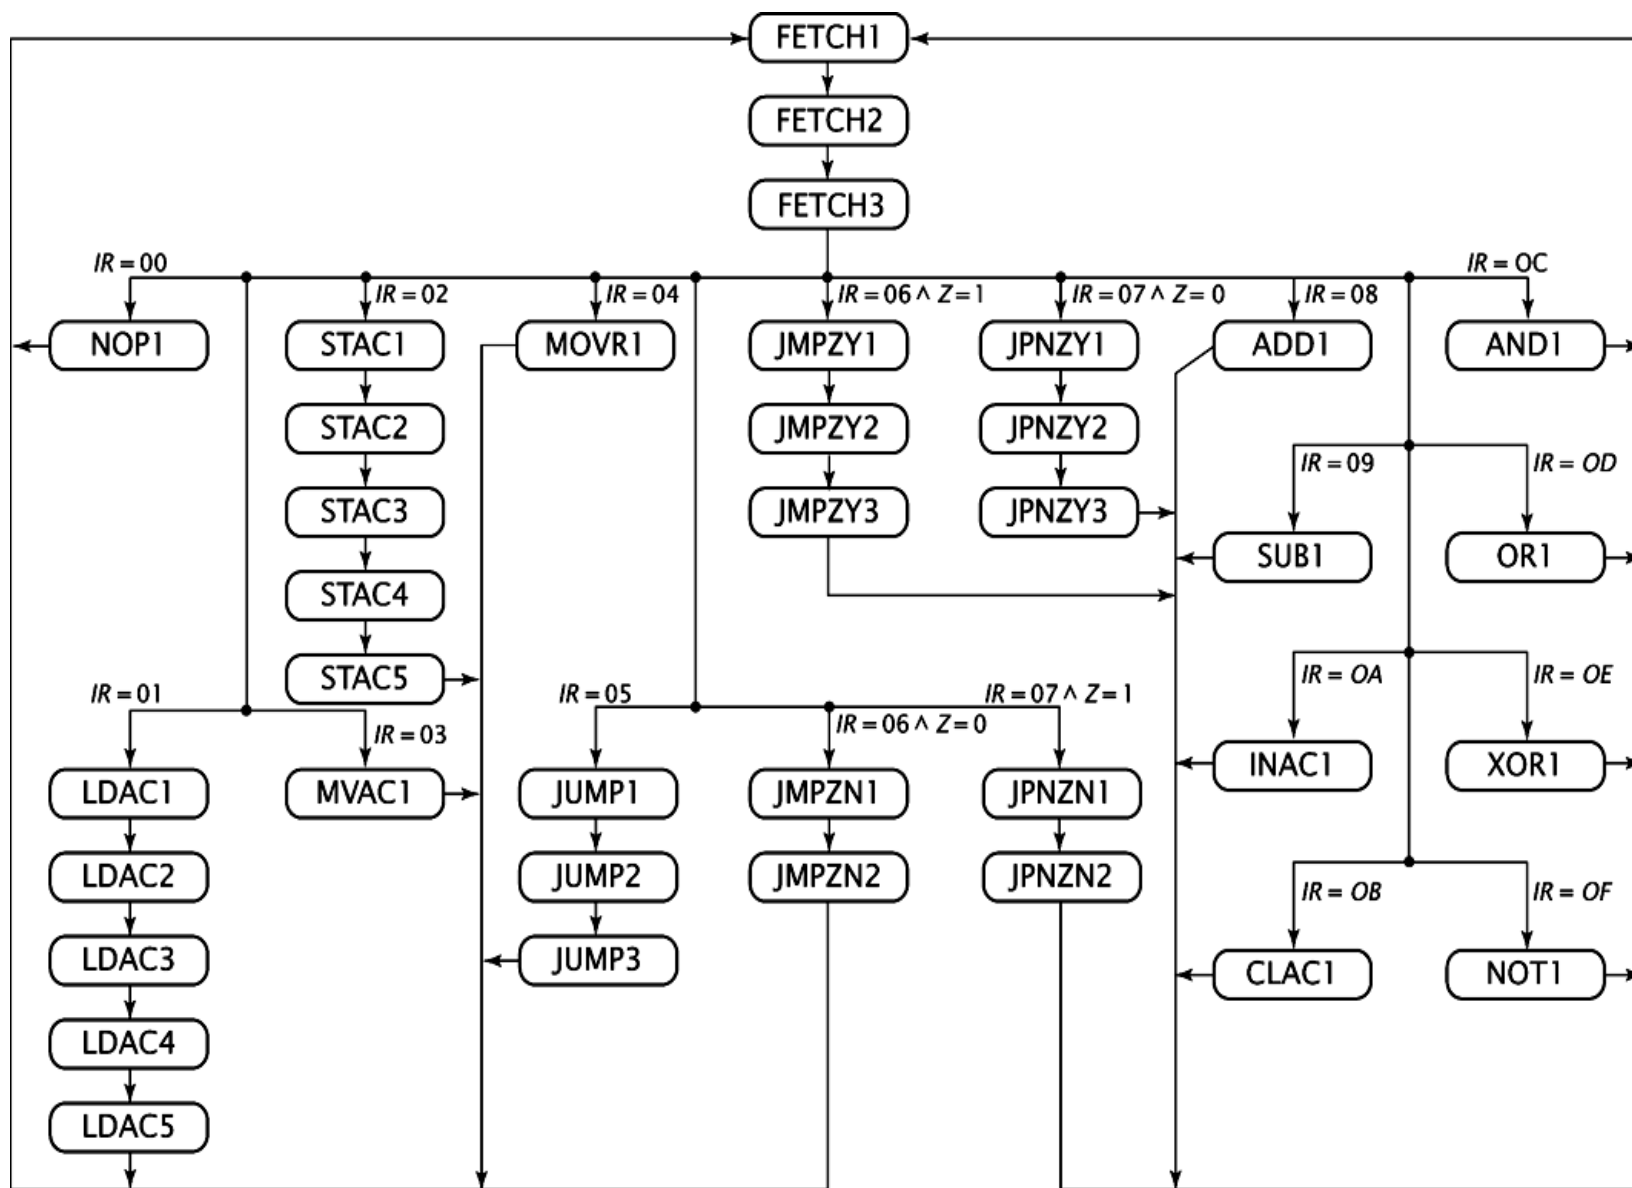 FETCH1
FETCH2
FETCH3
IR = 00
IR = OC
IR = 02
IR = 04
IR = 06 ∧ Z = 1
IR = 07 ∧ Z = 0
IR = 08
NOP1
STAC1
MOVR1
JMPZY1
JPNZY1
ADD1
AND1
STAC2
JMPZY2
JPNZY2
IR = 09
IR = OD
STAC3
JMPZY3
JPNZY3
SUB1
OR1
STAC4
STAC5
IR = OA
IR = OE
IR = 01
IR = 05
IR = 07 ∧ Z = 1
IR = 03
IR = 06 ∧ Z = 0
INAC1
XOR1
LDAC1
MVAC1
JUMP1
JMPZN1
JPNZN1
LDAC2
JUMP2
JMPZN2
JPNZN2
IR = OB
IR = OF
LDAC3
JUMP3
CLAC1
NOT1
LDAC4
LDAC5